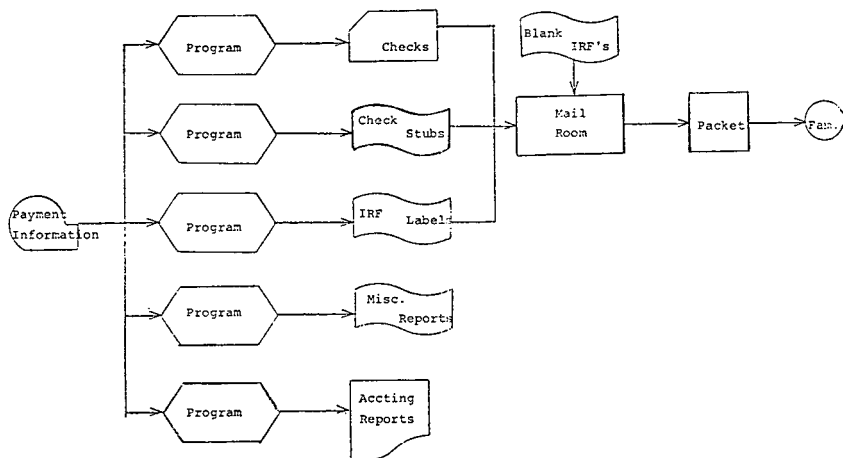 Program
Checks
Blank
IRF's
Program
Check
Stubs
Mail
Room
Packet
Fam.
Payment
Information
Program
IRF Labels
Program
Misc.
Reports
Program
Accting
Reports